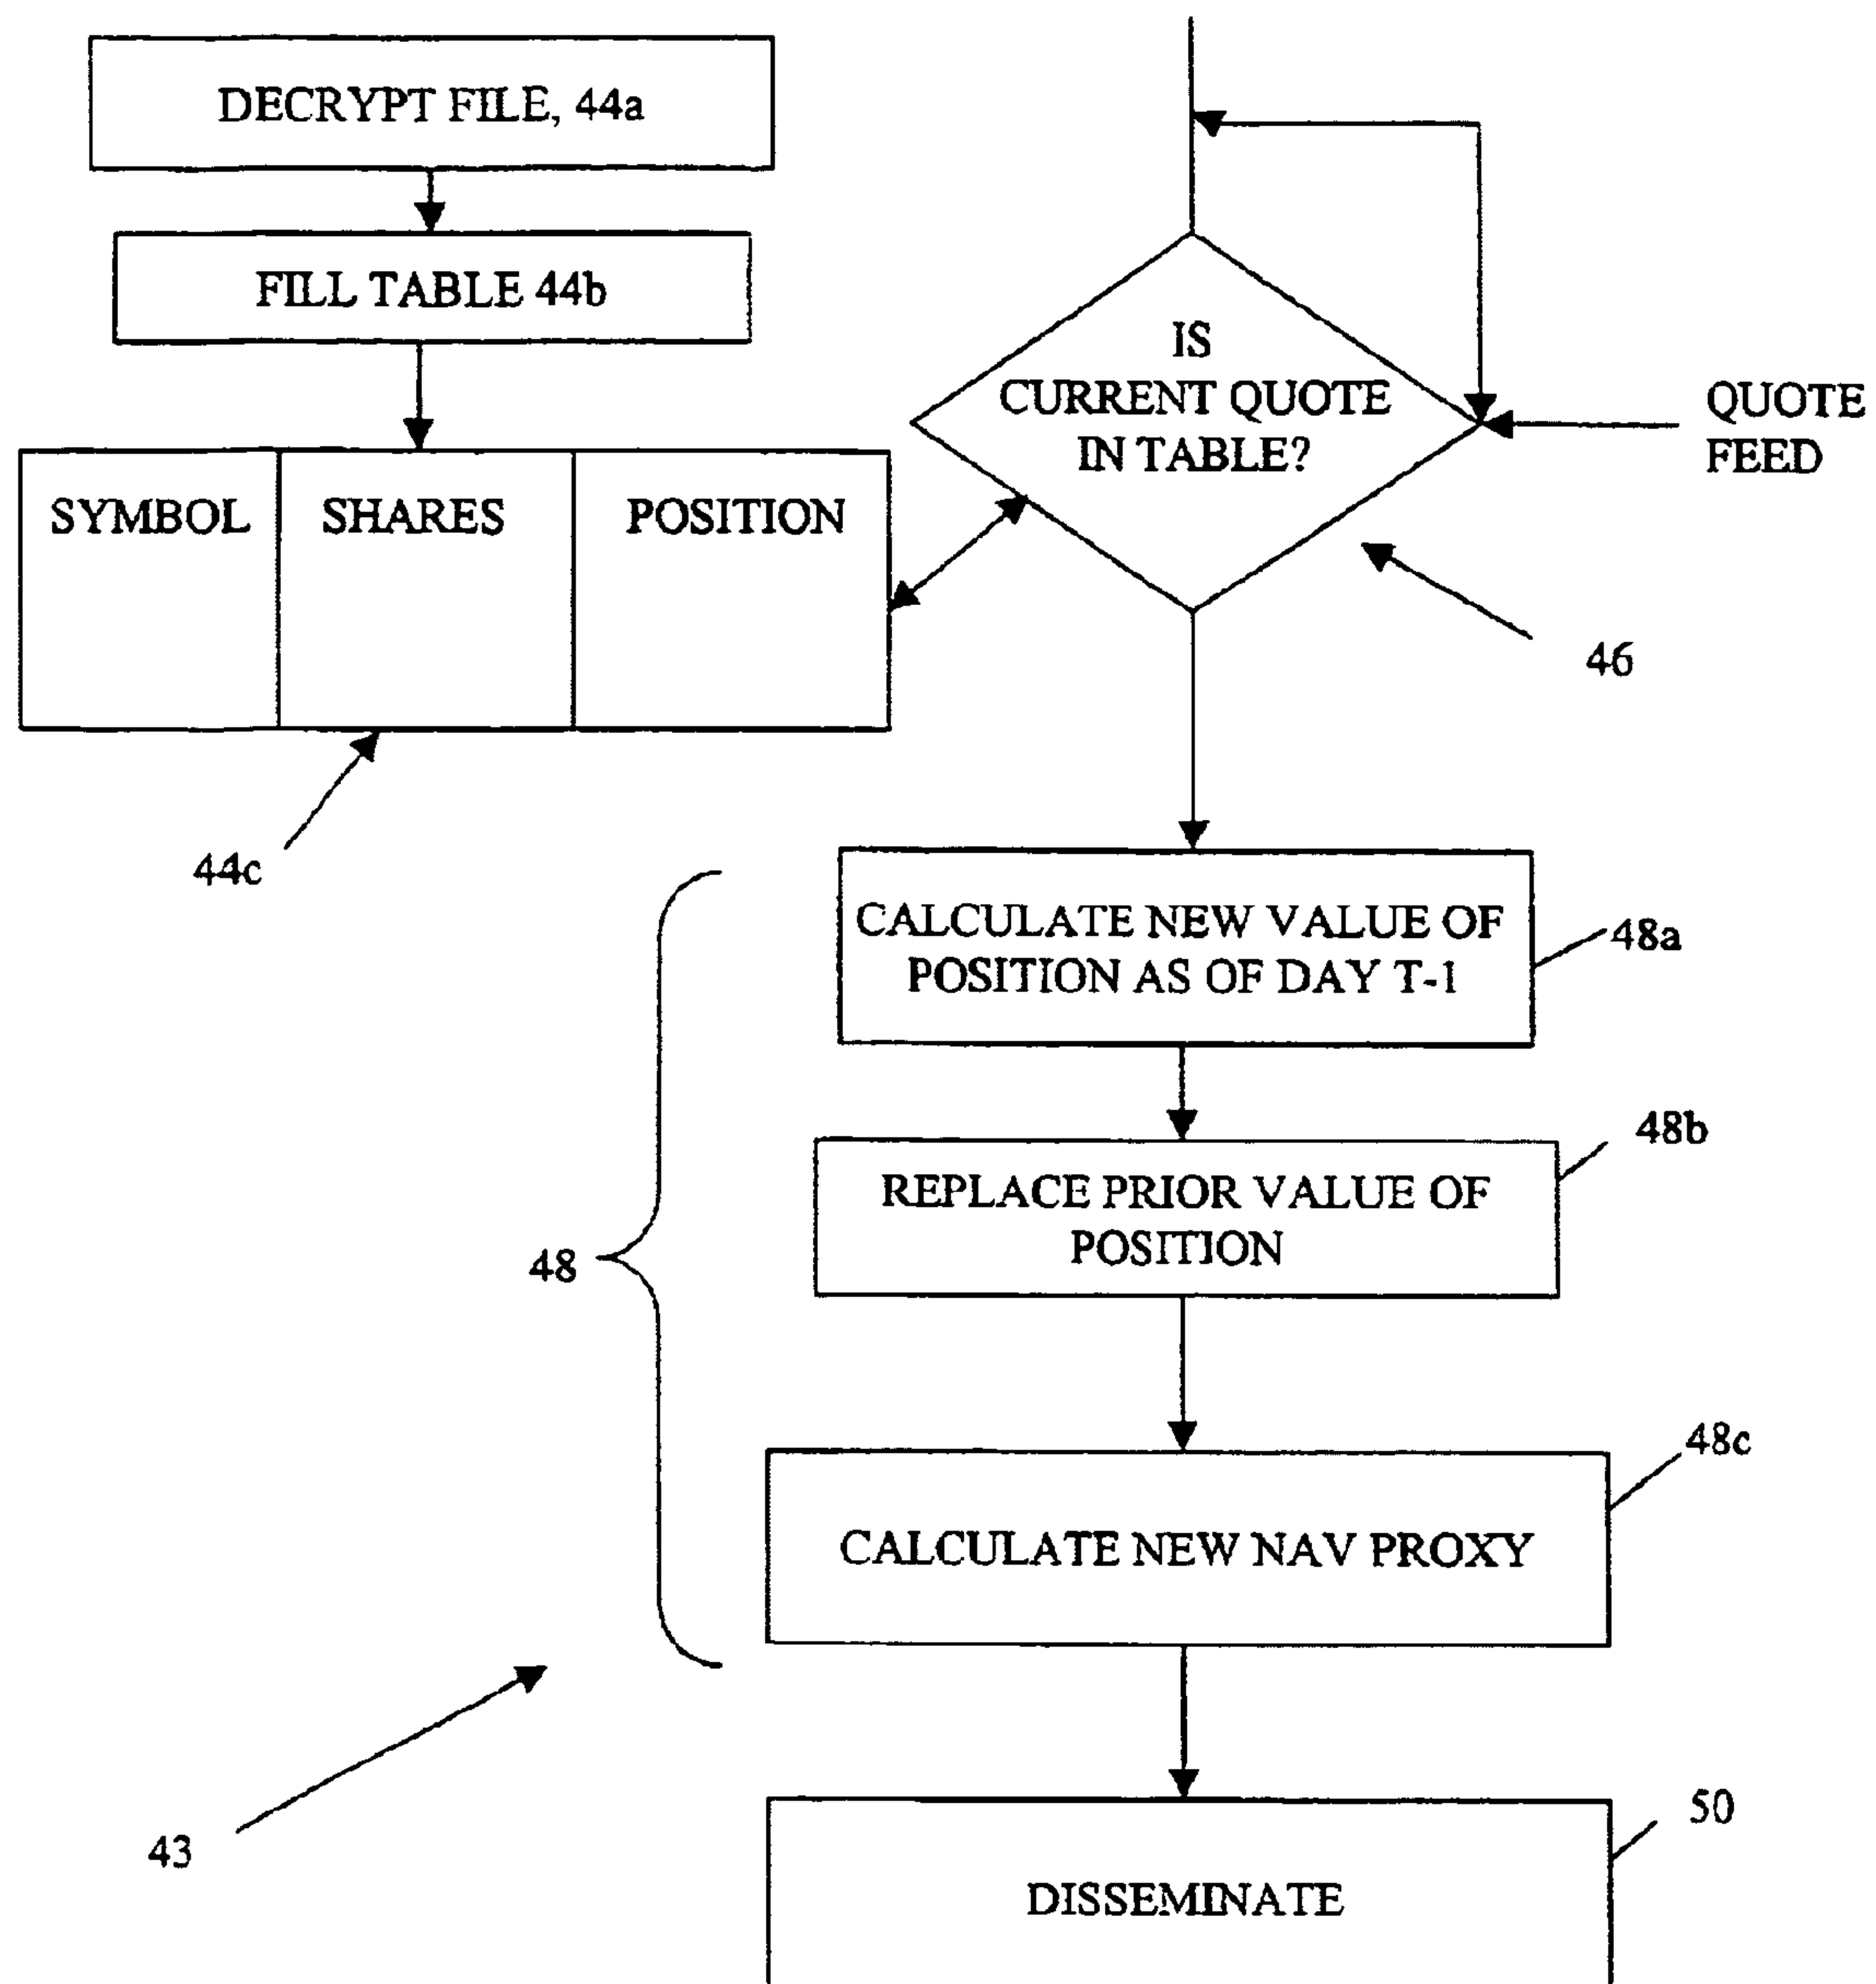 DECRYPT FILE, 44a
FILL TABLE 44b
SYMBOL
SHARES
POSITION
44c
IS
CURRENT QUOTE
IN TABLE?
QUOTE
FEED
46
CALCULATE NEW VALUE OF
POSITION AS OF DAY T-1
48a
REPLACE PRIOR VALUE OF
POSITION
48b
48
CALCULATE NEW NAV PROXY
48c
43
DISSEMINATE
50